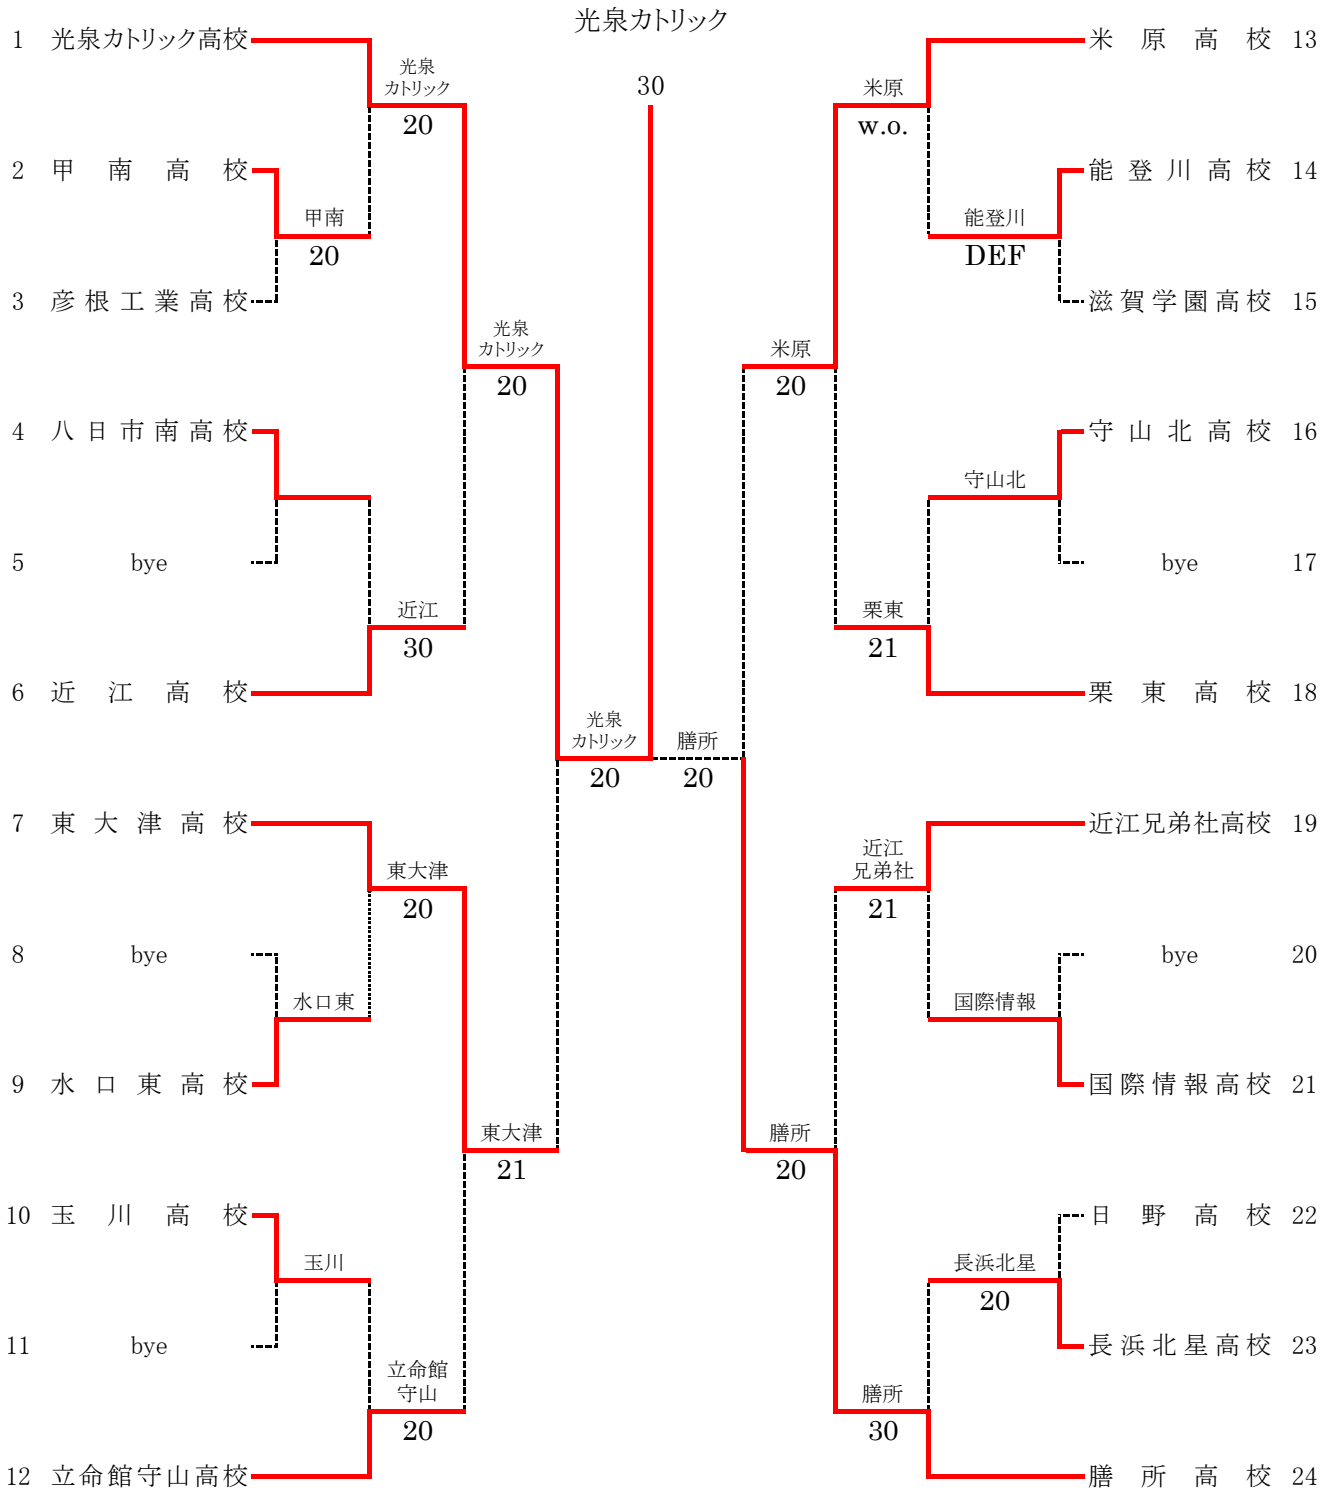 光泉カトリック
30
1 光泉カトリック高校
2 甲南高校
3 彦根工業高校
4 八日市南高校
5 bye
6 近江高校
7 東大津高校
8 bye
9 水口東高校
10 玉川高校
11 bye
12 立命館守山高校
甲南
20
水口東
玉川
光泉
カトリック
20
近江
30
東大津
20
立命館
守山
20
光泉
カトリック
20
東大津
21
光泉
カトリック
20
膳所
20
米原
20
膳所
20
米原
w.o.
栗東
21
近江
兄弟社
21
膳所
30
能登川
DEF
守山北
国際情報
長浜北星
20
米原高校 13
能登川高校 14
滋賀学園高校 15
守山北高校 16
bye 17
栗東高校 18
近江兄弟社高校 19
bye 20
国際情報高校 21
日野高校 22
長浜北星高校 23
膳所高校 24